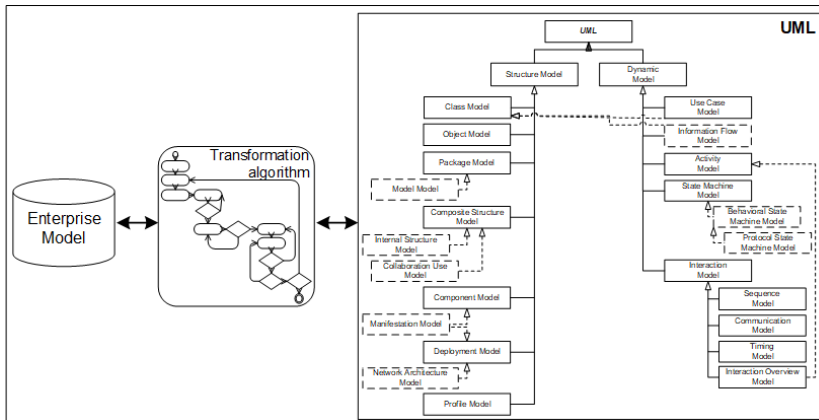 UML
UML
Structure Model
Dynamic
Model
Class Model
Use Case
Model
Object Model
Information Flow
Model
Transformation
algorithm
Package Model
Activity
Model
Model Model
State Machine
Model
Enterprise
Model
Composite Structure
Model
Behavioral State
Machine Model
Internal Structure
Model
Protocol State
Machine Model
Collaboration Use
Model
Interaction
Model
Component Model
Sequence
Model
Manifestation Model
Communication
Model
Deployment Model
Timing
Model
Network Architecture
Model
Interaction Overview
Model
Profile Model